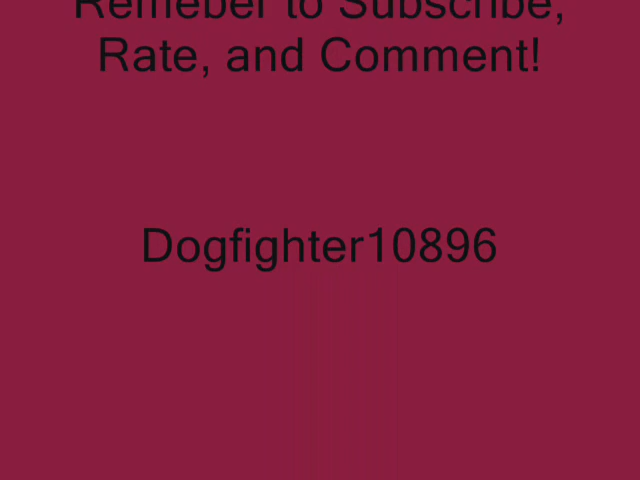 Remeber to Subscribe,
Rate, and Comment!
Dogfighter10896